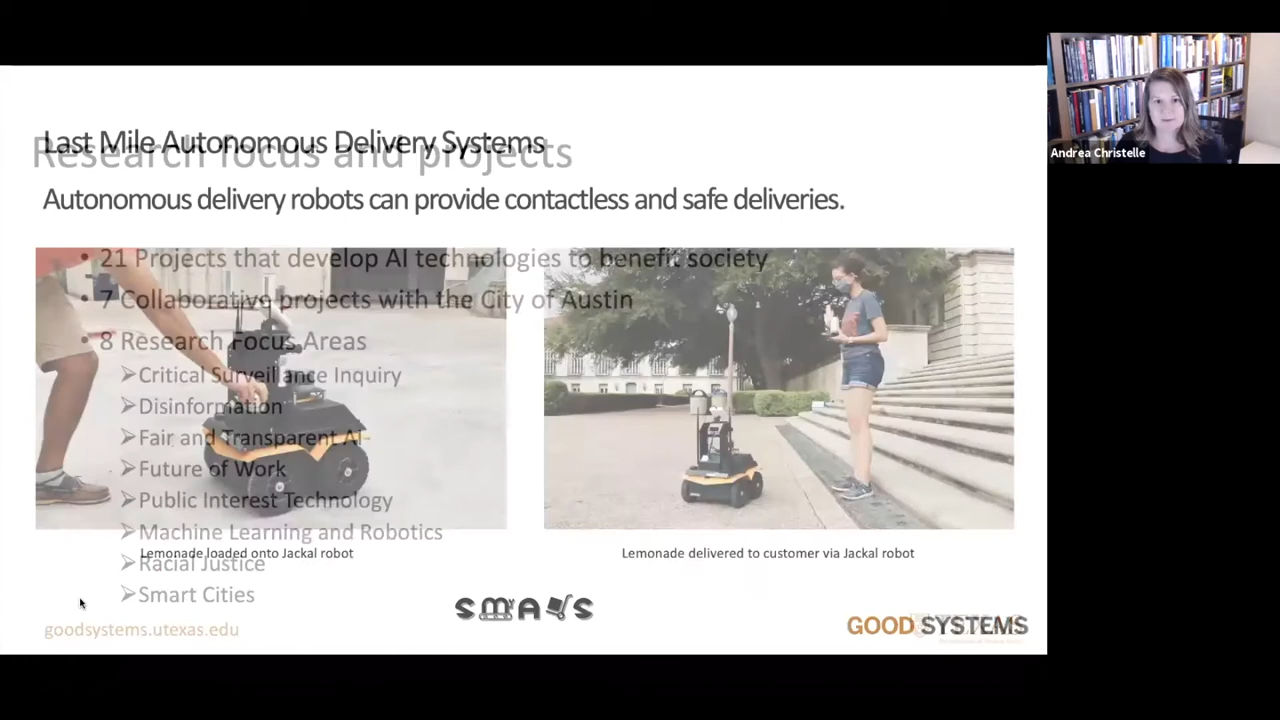 Last Mile Autonomous Delivery Systems
Research focus and projects
Autonomous delivery robots can provide contactless and safe deliveries.
• 21 Projects that develop AI technologies to benefit society
• 7 Collaborative projects with the City of Austin
• 8 Research Focus Areas
➢Critical Surveillance Inquiry
➢Disinformation
➢Fair and Transparent AI
➢Future of Work
➢Public Interest Technology
➢Machine Learning and Robotics
Lemonade loaded onto Jackal robot
Lemonade delivered to customer via Jackal robot
➢Racial Justice
➢Smart Cities
goodsystems.utexas.edu
GOOD SYSTEMS
Andrea Christelle